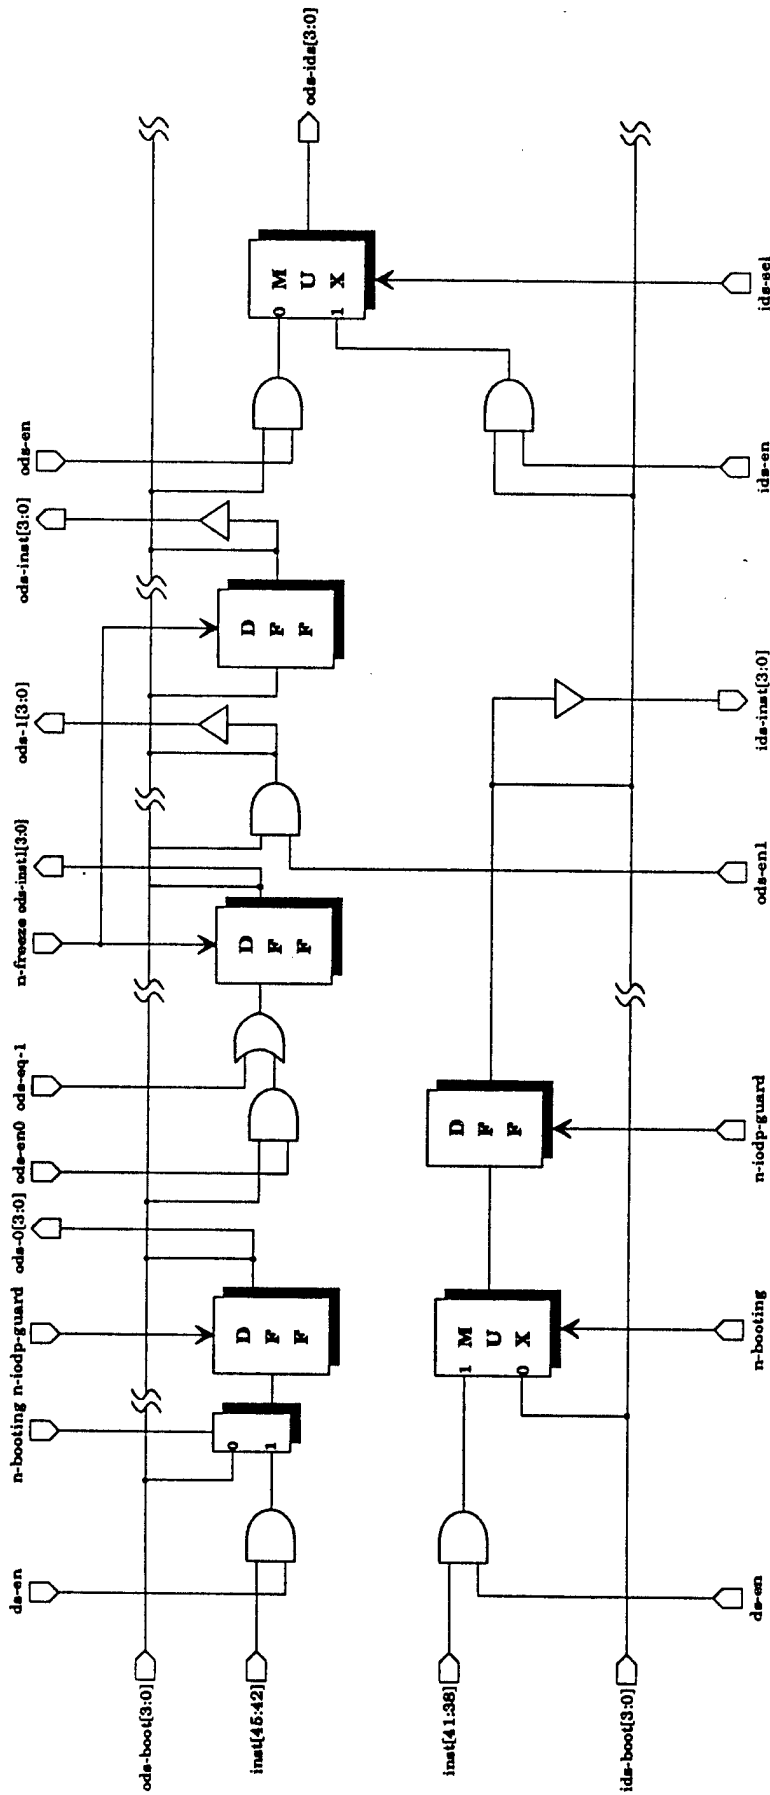 ds-en
n-booting
n-iodp-guard
ods-0[3:0]
ods-en0
ods-eq-1
n-freeze
ods-inst1[3:0]
ods-1[3:0]
ods-inst[3:0]
ods-en
ods-boot[3:0]
inst[45:42]
0
1
D
F
F
D
F
F
D
F
F
0
1
M
U
X
ods-ids[3:0]
inst[41:38]
1
0
M
U
X
D
F
F
ids-boot[3:0]
ds-en
n-booting
n-iodp-guard
ods-en1
ids-inst[3:0]
ids-en
ids-sel